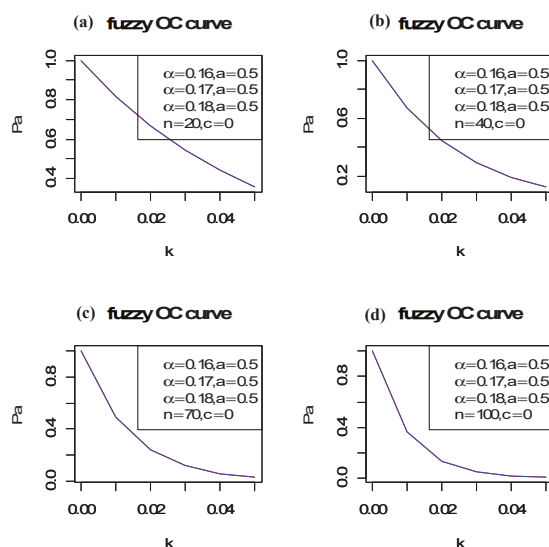 (a) fuzzy OC curve
Pa
1.0
0.8
0.6
0.4
α=0.16,a=0.5
α=0.17,a=0.5
α=0.18,a=0.5
n=20,c=0
0.00 0.02 0.04
k
(b) fuzzy OC curve
Pa
1.0
0.6
0.2
α=0.16,a=0.5
α=0.17,a=0.5
α=0.18,a=0.5
n=40,c=0
0.00 0.02 0.04
k
(c) fuzzy OC curve
Pa
0.8
0.4
0.0
α=0.16,a=0.5
α=0.17,a=0.5
α=0.18,a=0.5
n=70,c=0
0.00 0.02 0.04
k
(d) fuzzy OC curve
Pa
0.8
0.4
0.0
α=0.16,a=0.5
α=0.17,a=0.5
α=0.18,a=0.5
n=100,c=0
0.00 0.02 0.04
k